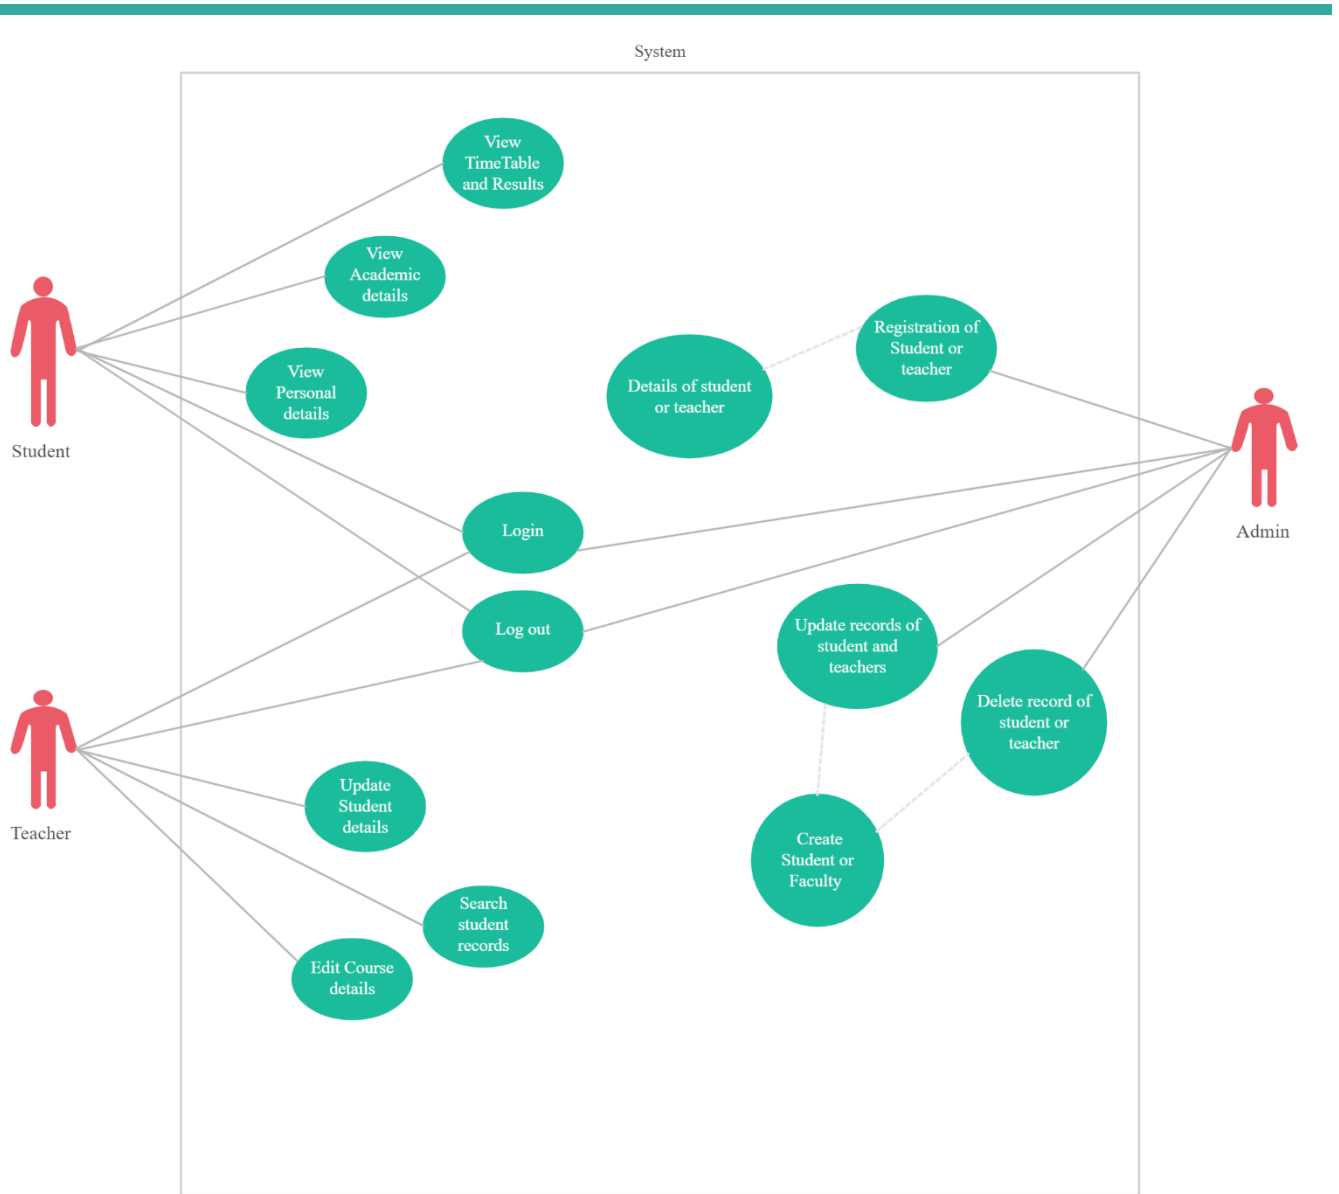 System
View
TimeTable
and Results
View
Academic
details
Registration of
Student or
teacher
View
Personal
details
Details of student
or teacher
Student
Login
Admin
Log out
Update records of
student and
teachers
Delete record of
student or
teacher
Update
Student
details
Teacher
Create
Student or
Faculty
Search
student
records
Edit Course
details